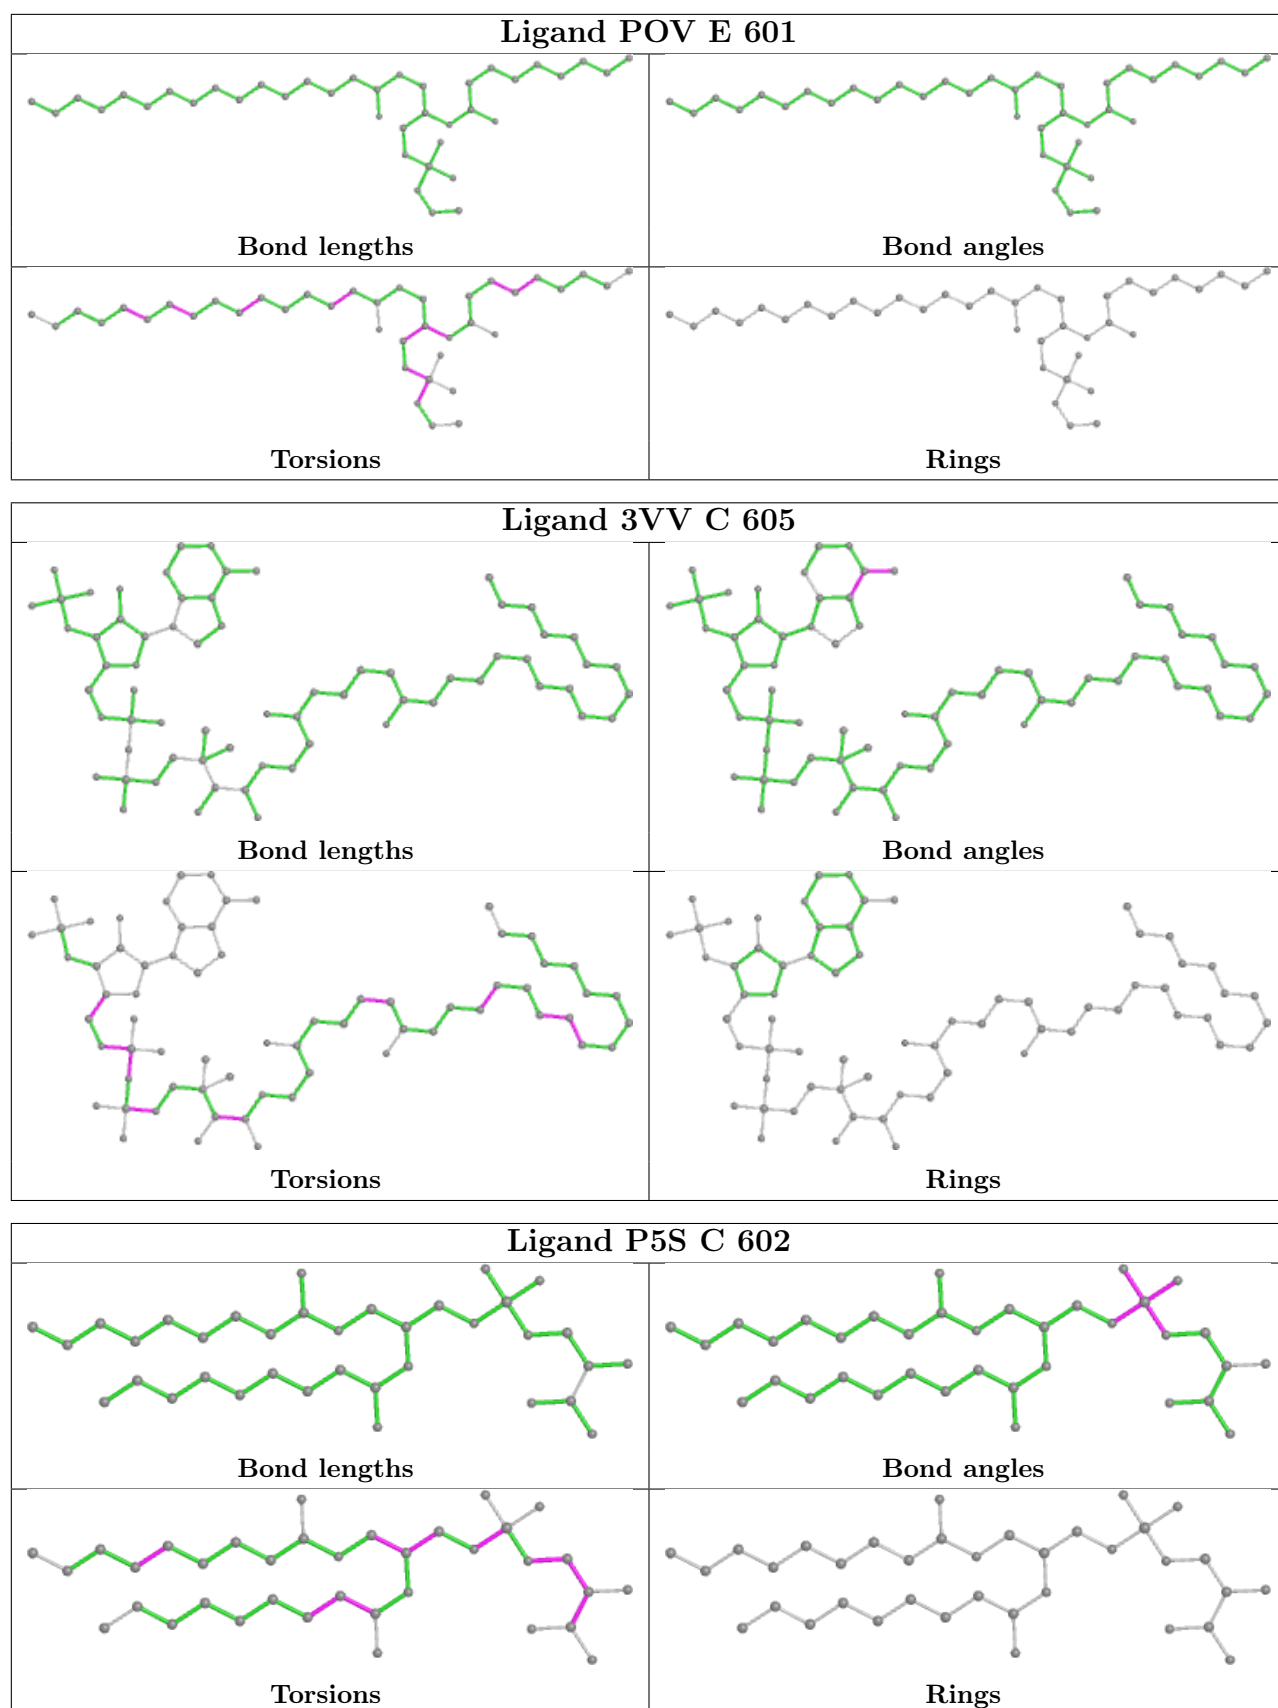 Ligand POV E 601
Bond lengths
Bond angles
Torsions
Rings
Ligand 3VV C 605
Bond lengths
Bond angles
Torsions
Rings
Ligand P5S C 602
Bond lengths
Bond angles
Torsions
Rings